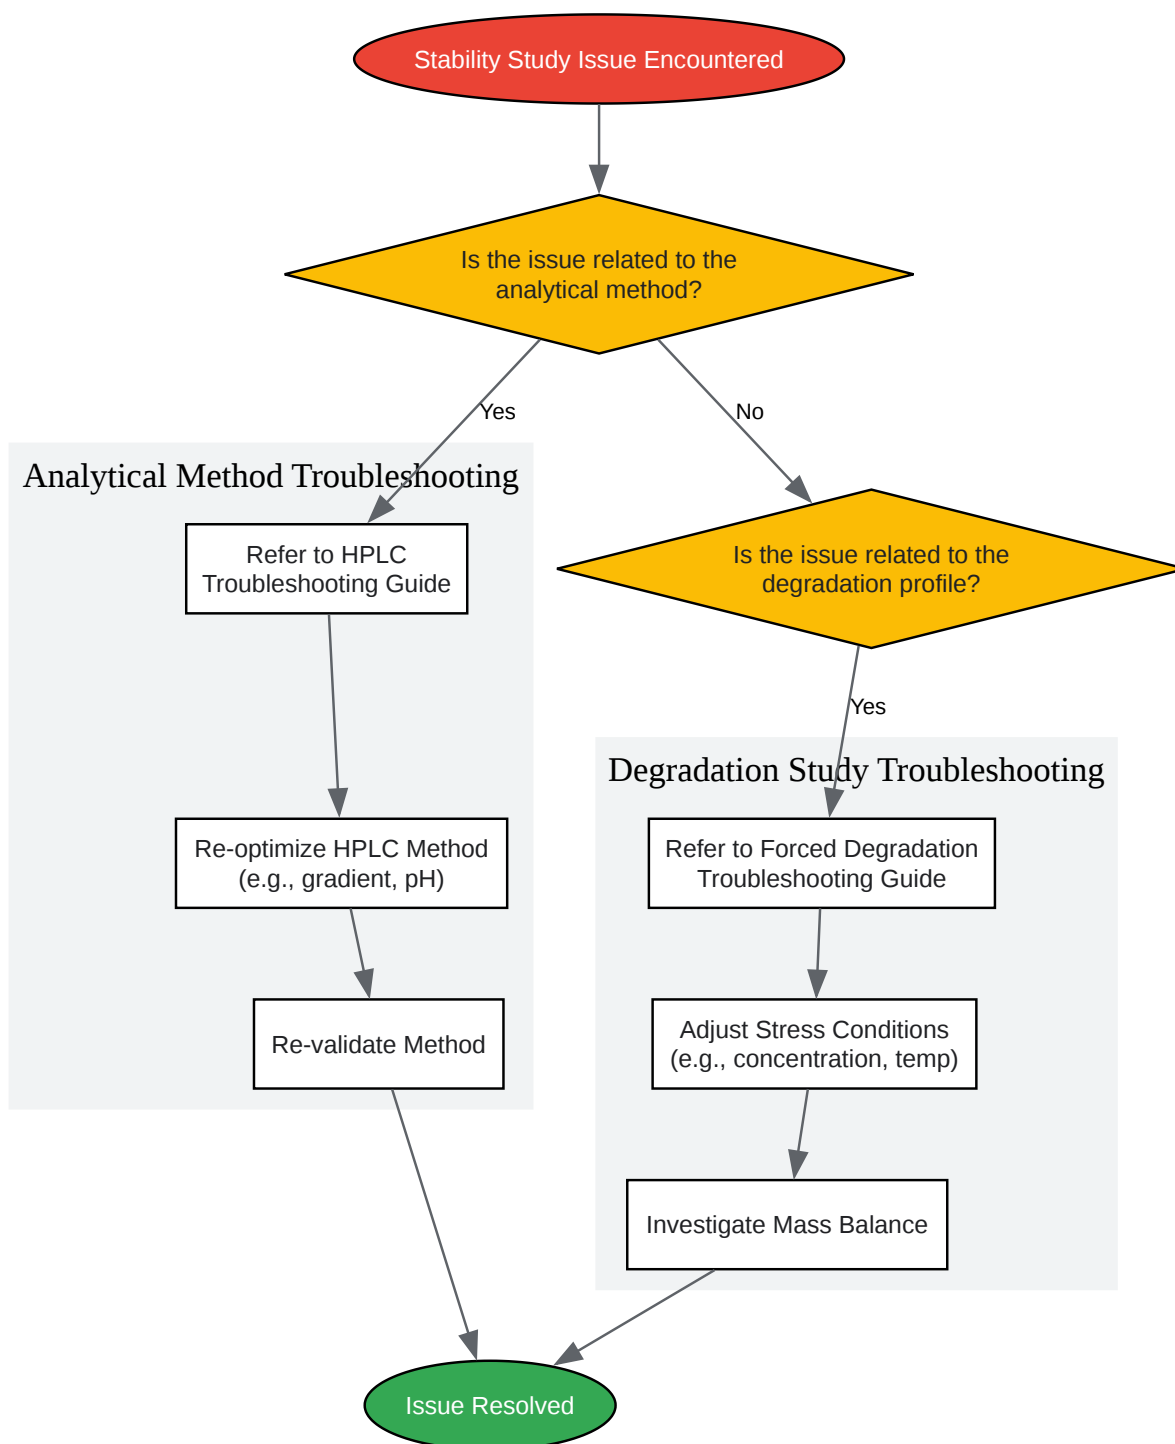 Stability Study Issue Encountered
Is the issue related to the
analytical method?
Yes
No
Analytical Method Troubleshooting
Refer to HPLC
Troubleshooting Guide
Is the issue related to the
degradation profile?
Yes
Degradation Study Troubleshooting
Re-optimize HPLC Method
(e.g., gradient, pH)
Refer to Forced Degradation
Troubleshooting Guide
Re-validate Method
Adjust Stress Conditions
(e.g., concentration, temp)
Investigate Mass Balance
Issue Resolved